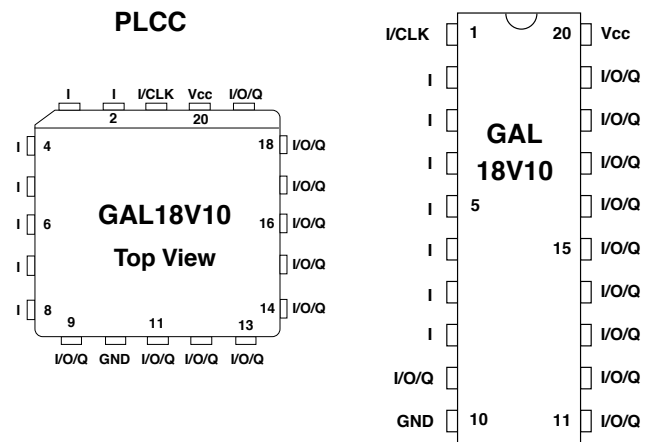 PLCC
I I I/CLK Vcc I/O/Q
2 20
I 4 18 I/O/Q
I/O/Q
I 6 GAL18V10 16 I/O/Q
I Top View I/O/Q
I 8 14 I/O/Q
9 11 13
I/O/Q GND I/O/Q I/O/Q I/O/Q
I/CLK 1 20 Vcc
I I/O/Q
I GAL I/O/Q
I 18V10 I/O/Q
I 5 I/O/Q
I 15 I/O/Q
I I/O/Q
I I/O/Q
I/O/Q I/O/Q
GND 10 11 I/O/Q